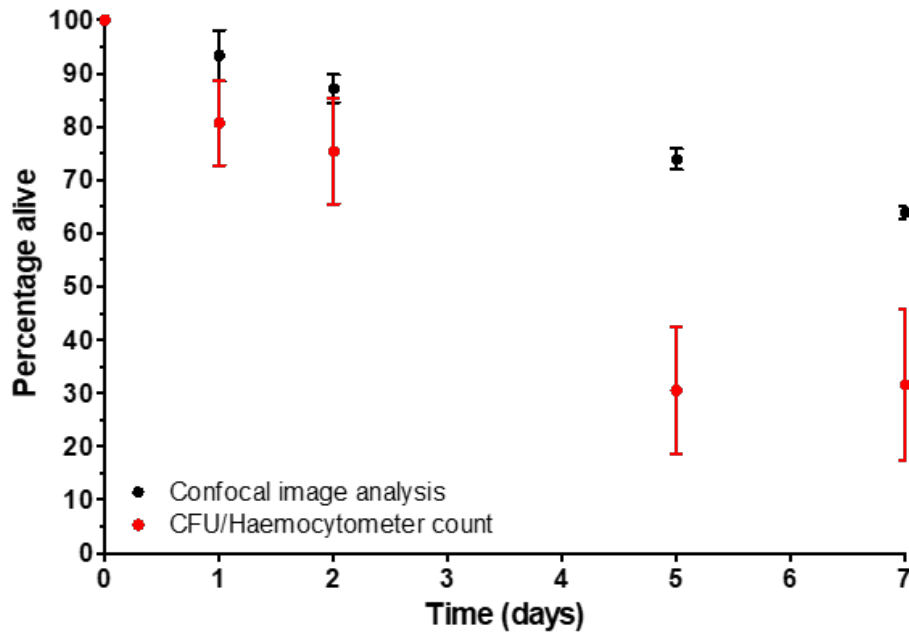 100
90
80
70
60
50
40
30
20
10
0
Percentage alive
Confocal image analysis
CFU/Haemocytometer count
0 1 2 3 4 5 6 7
Time (days)